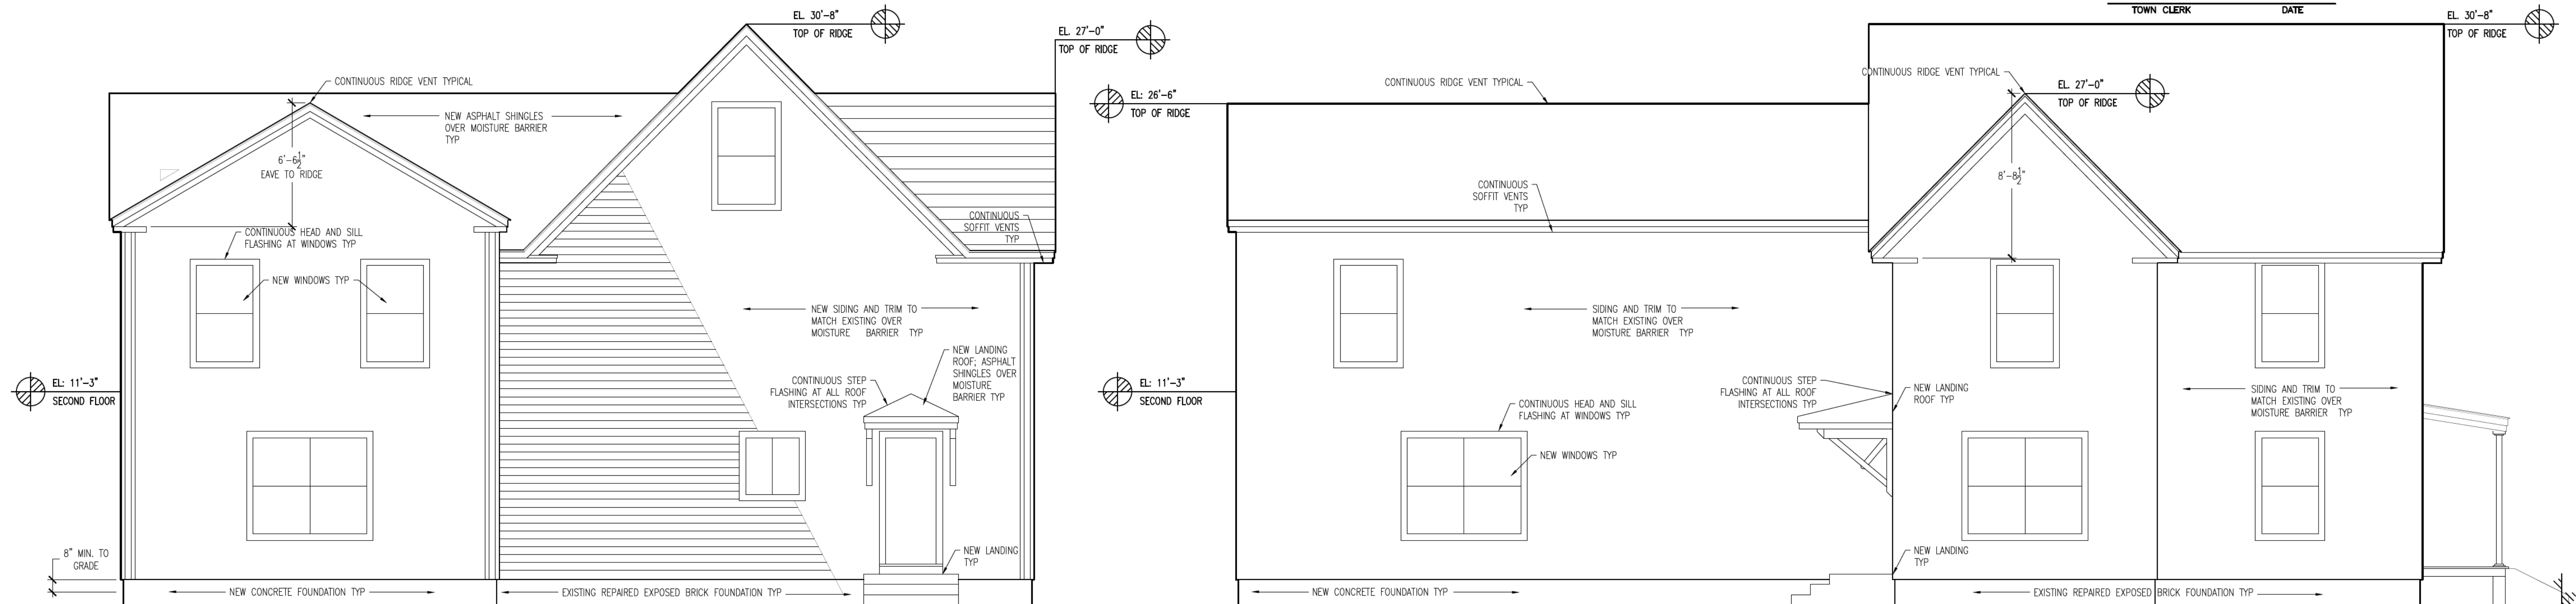 TOWN CLERK DATE
EL. 30'-8"
TOP OF RIDGE
EL. 27'-0"
TOP OF RIDGE
CONTINUOUS RIDGE VENT TYPICAL
NEW ASPHALT SHINGLES
OVER MOISTURE BARRIER
TYP
6'-6 1/2"
EAVE TO RIDGE
CONTINUOUS HEAD AND SILL
FLASHING AT WINDOWS TYP
NEW WINDOWS TYP
CONTINUOUS
SOFFIT VENTS
TYP
NEW SIDING AND TRIM TO
MATCH EXISTING OVER
MOISTURE BARRIER TYP
NEW LANDING
ROOF; ASPHALT
SHINGLES OVER
MOISTURE
BARRIER TYP
CONTINUOUS STEP
FLASHING AT ALL ROOF
INTERSECTIONS TYP
EL: 11'-3"
SECOND FLOOR
8" MIN. TO
GRADE
NEW LANDING
TYP
NEW CONCRETE FOUNDATION TYP
EXISTING REPAIRED EXPOSED BRICK FOUNDATION TYP
EL: 26'-6"
TOP OF RIDGE
CONTINUOUS RIDGE VENT TYPICAL
CONTINUOUS RIDGE VENT TYPICAL
EL. 27'-0"
TOP OF RIDGE
EL. 30'-8"
TOP OF RIDGE
8'-8 1/2"
CONTINUOUS
SOFFIT VENTS
TYP
SIDING AND TRIM TO
MATCH EXISTING OVER
MOISTURE BARRIER TYP
EL: 11'-3"
SECOND FLOOR
CONTINUOUS STEP
FLASHING AT ALL ROOF
INTERSECTIONS TYP
NEW LANDING
ROOF TYP
SIDING AND TRIM TO
MATCH EXISTING OVER
MOISTURE BARRIER TYP
CONTINUOUS HEAD AND SILL
FLASHING AT WINDOWS TYP
NEW WINDOWS TYP
NEW LANDING
TYP
NEW CONCRETE FOUNDATION TYP
EXISTING REPAIRED EXPOSED BRICK FOUNDATION TYP